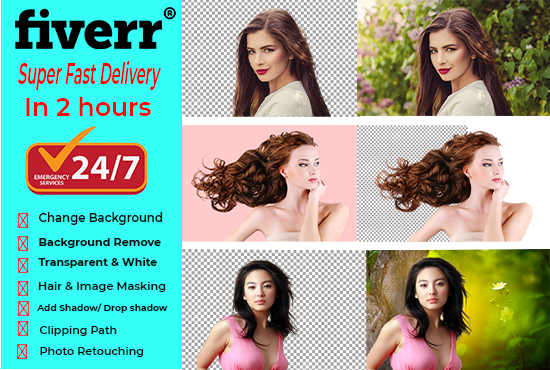 fiverr®
Super Fast Delivery
In 2 hours
EMERGENCY
SERVICES
24/7
Change Background
Background Remove
Transparent & White
Hair & Image Masking
Add Shadow/ Drop shadow
Clipping Path
Photo Retouching